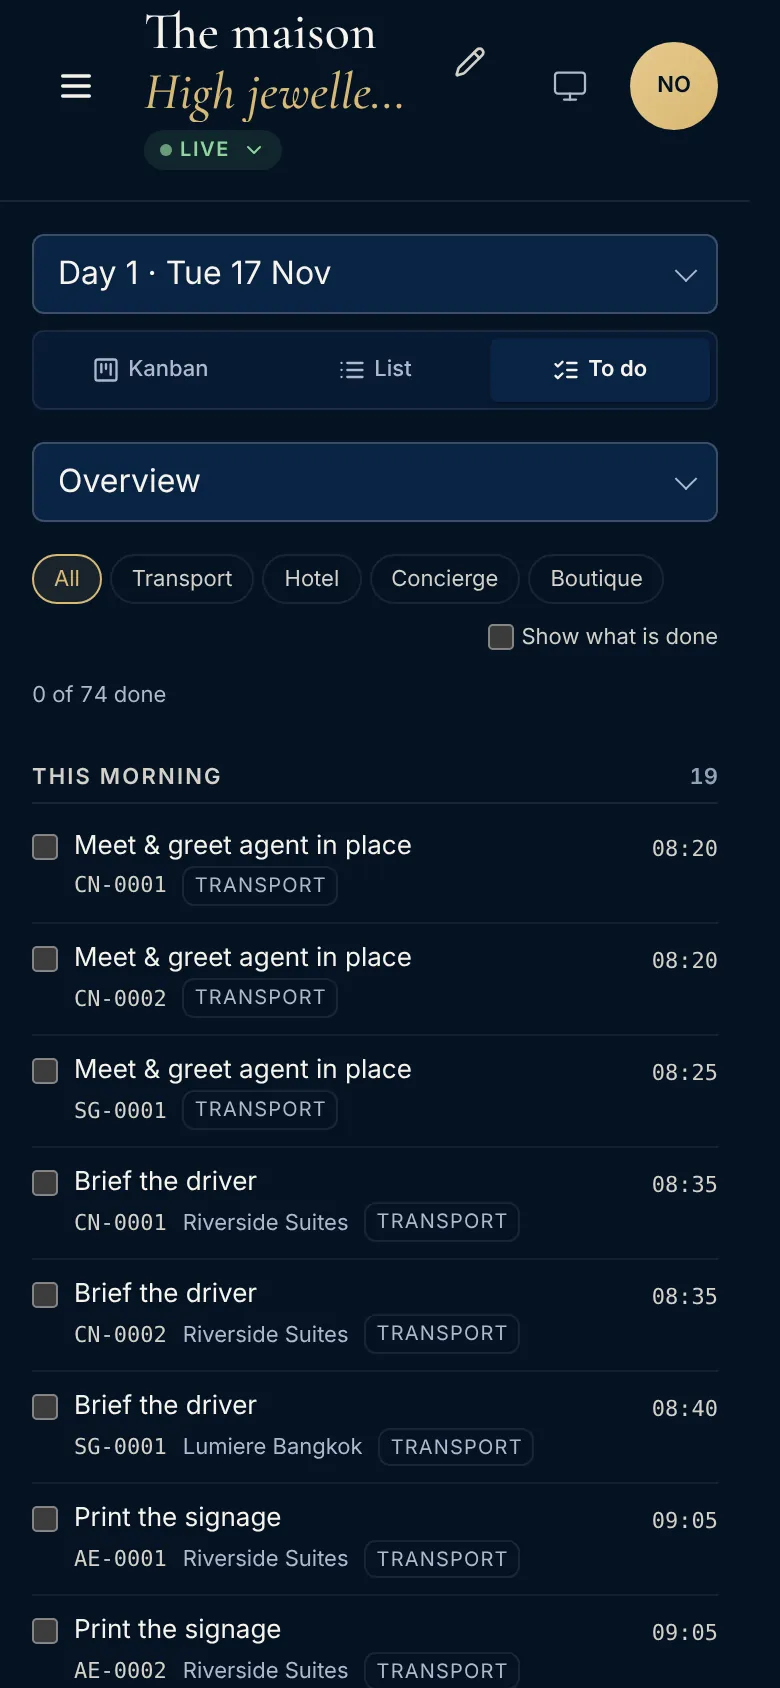 The maison
High jewelle...
NO
LIVE
Day 1 · Tue 17 Nov
Kanban List To do
Overview
All Transport Hotel Concierge Boutique
Show what is done
0 of 74 done
THIS MORNING 19
Meet & greet agent in place 08:20
CN-0001 TRANSPORT
Meet & greet agent in place 08:20
CN-0002 TRANSPORT
Meet & greet agent in place 08:25
SG-0001 TRANSPORT
Brief the driver 08:35
CN-0001 Riverside Suites TRANSPORT
Brief the driver 08:35
CN-0002 Riverside Suites TRANSPORT
Brief the driver 08:40
SG-0001 Lumiere Bangkok TRANSPORT
Print the signage 09:05
AE-0001 Riverside Suites TRANSPORT
Print the signage 09:05
AE-0002 Riverside Suites TRANSPORT